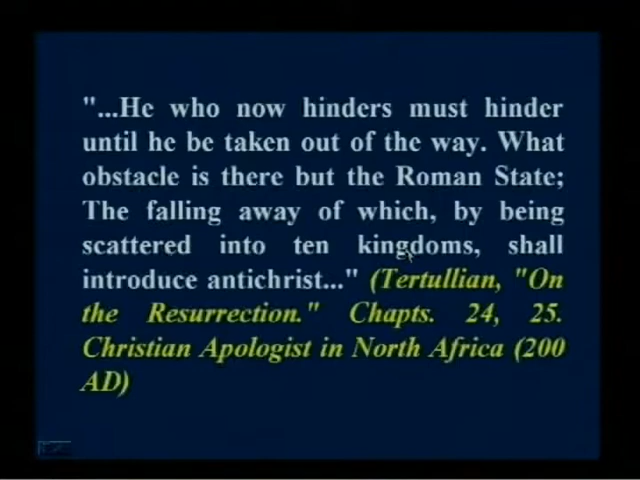 "...He who now hinders must hinder
until he be taken out of the way. What
obstacle is there but the Roman State;
The falling away of which, by being
scattered into ten kingdoms, shall
introduce antichrist..." (Tertullian, "On
the Resurrection." Chapts. 24, 25.
Christian Apologist in North Africa (200
AD)